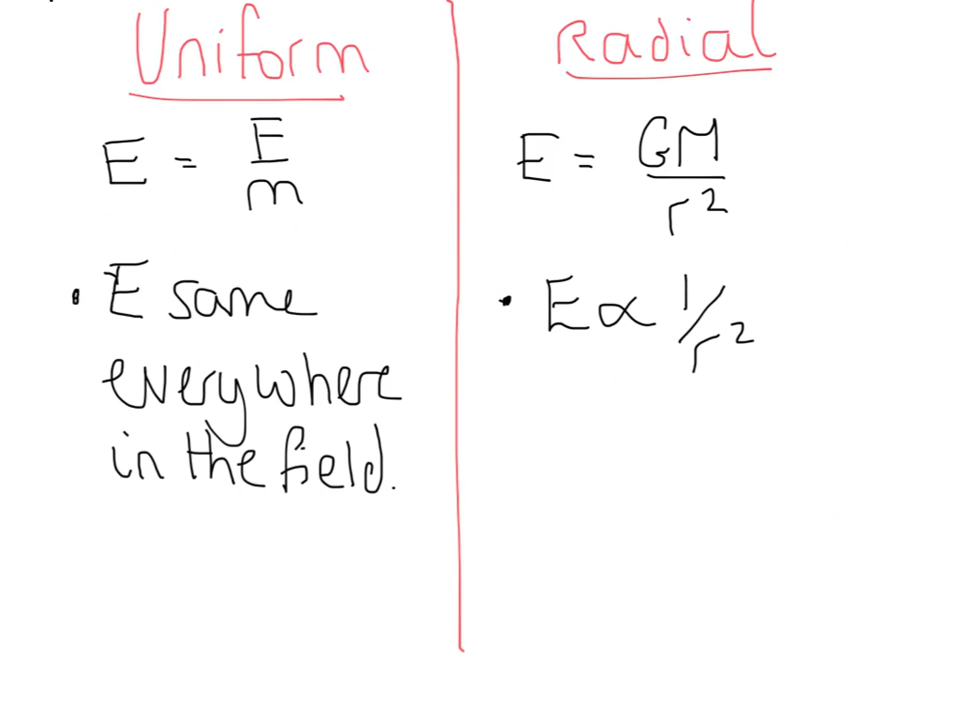 Uniform
E = E/m
• E same
everywhere
in the field.
Radial
E = GM/r²
• E ∝ 1/r²